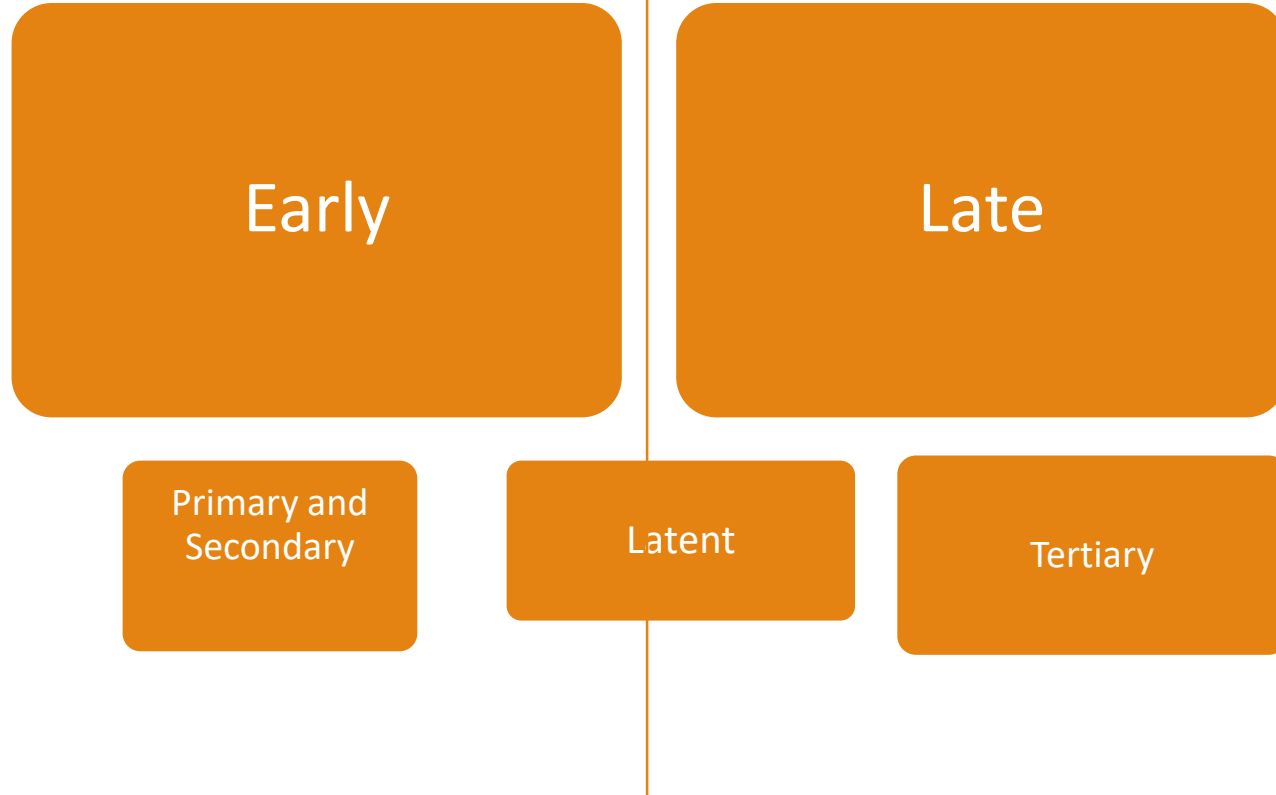 Early
Late
Primary and
Secondary
Latent
Tertiary